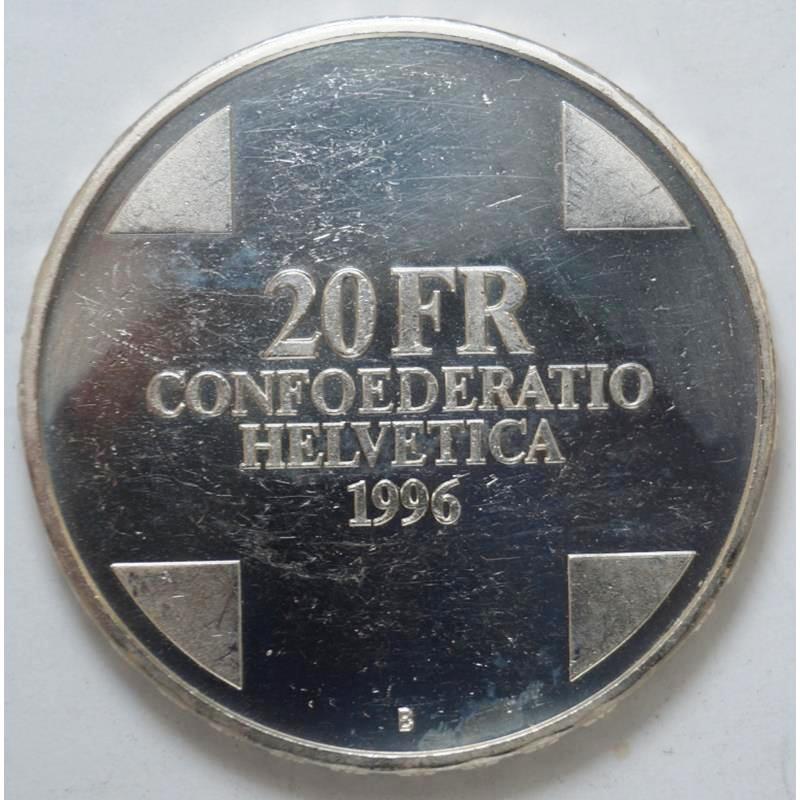 20 FR
CONFOEDERATIO
HELVETICA
1996
B